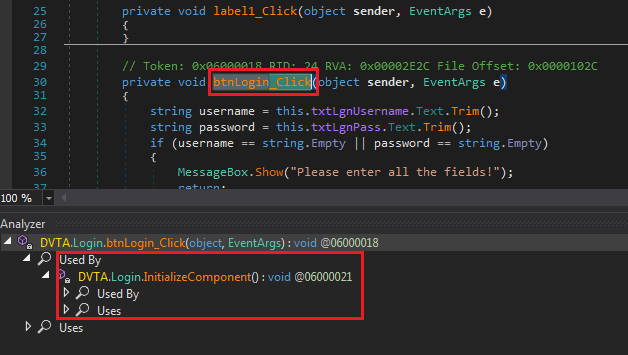 25 private void label1_Click(object sender, EventArgs e)
26 {
27 }
28
29 // Token: 0x06000018 RID: 24 RVA: 0x00002E2C File Offset: 0x0000102C
30 private void btnLogin_Click(object sender, EventArgs e)
31 {
32 string username = this.txtLgnUsername.Text.Trim();
33 string password = this.txtLgnPass.Text.Trim();
34 if (username == string.Empty || password == string.Empty)
35 {
36 MessageBox.Show("Please enter all the fields!");
37 return;
100 %
Analyzer
DVTA.Login.btnLogin_Click(object, EventArgs) : void @06000018
Used By
DVTA.Login.InitializeComponent() : void @06000021
Used By
Uses
Uses